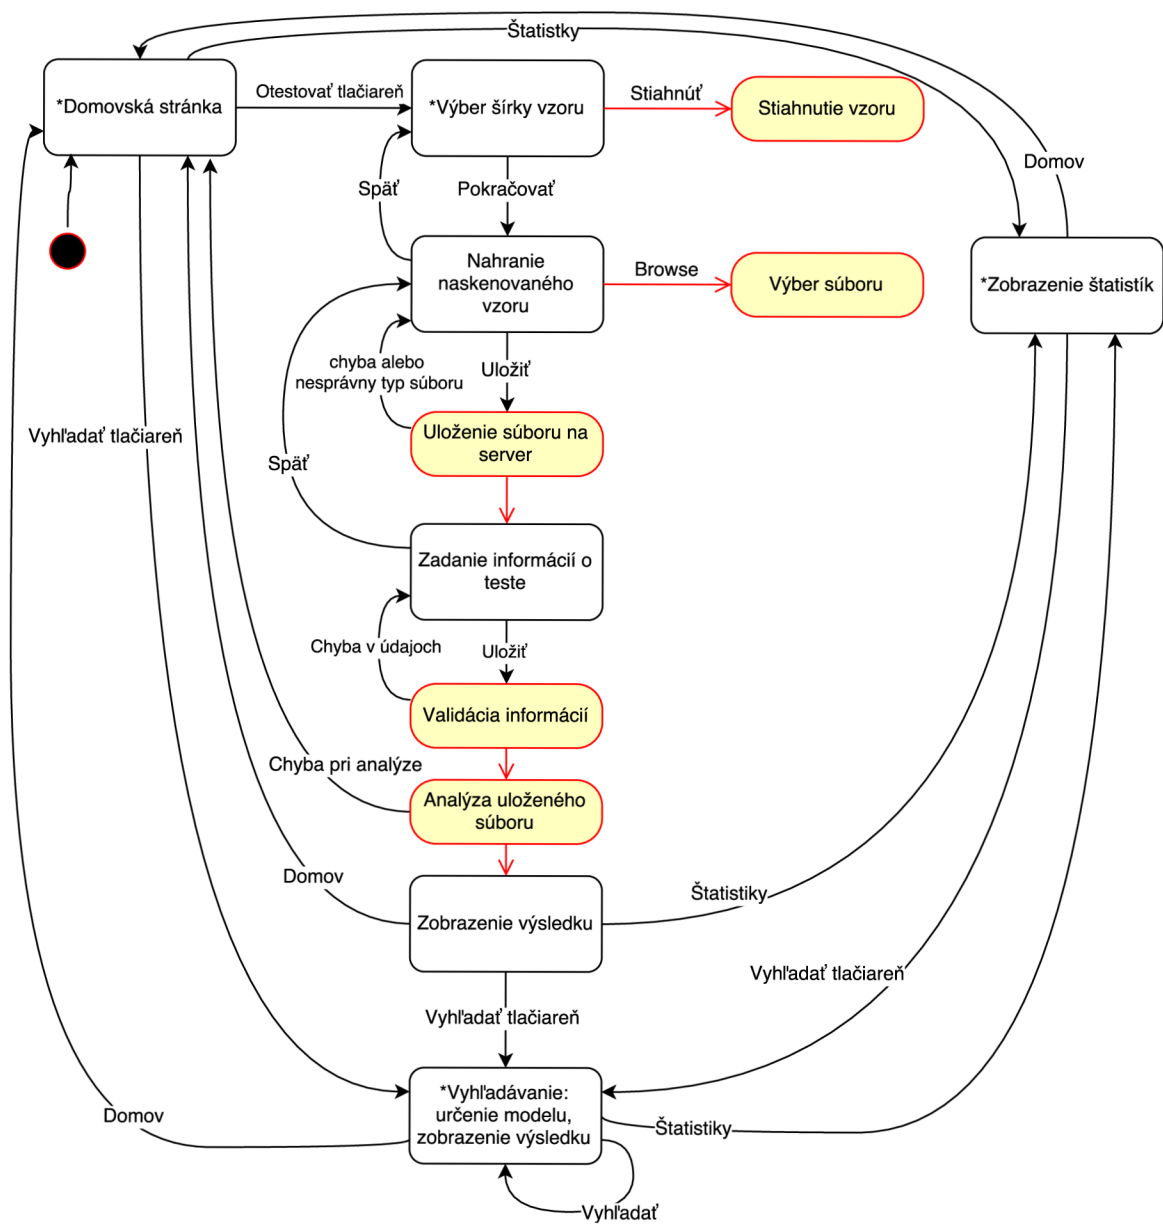 Štatistky
*Domovská stránka
Otestovať tlačiareň
*Výber šírky vzoru
Stiahnúť
Stiahnutie vzoru
Domov
Späť
Pokračovať
Nahranie
naskenovaného
vzoru
Browse
Výber súboru
*Zobrazenie štatistík
chyba alebo
nesprávny typ súboru
Uložiť
Vyhľadať tlačiareň
Uloženie súboru na
server
Späť
Zadanie informácií o
teste
Chyba v údajoch
Uložiť
Validácia informácií
Chyba pri analýze
Analýza uloženého
súboru
Domov
Štatistiky
Zobrazenie výsledku
Vyhľadať tlačiareň
Vyhľadať tlačiareň
*Vyhľadávanie:
určenie modelu,
zobrazenie výsledku
Domov
Štatistiky
Vyhľadať